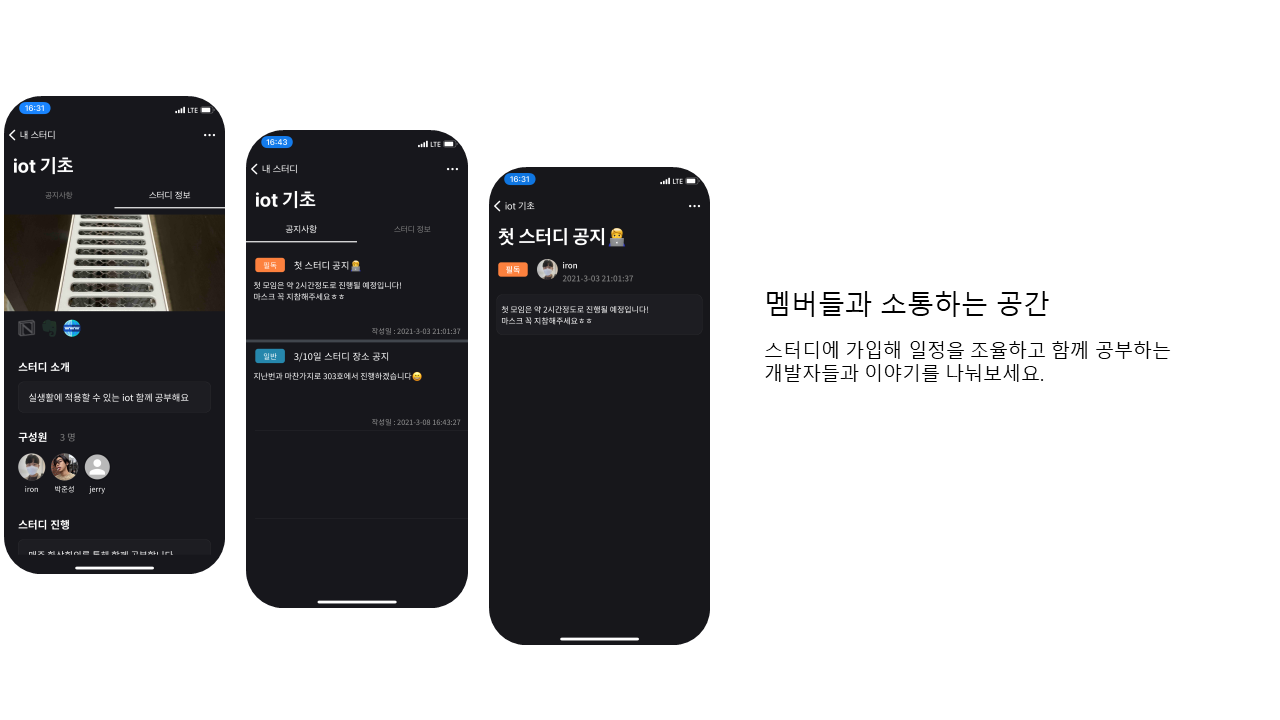 16:31
LTE
내 스터디
iot 기초
공지사항
스터디 정보
www
스터디 소개
실생활에 적용할 수 있는 iot 함께 공부해요
구성원 3 명
iron
박준성
jerry
스터디 진행
16:43
LTE
내 스터디
iot 기초
공지사항
스터디 정보
필독
첫 스터디 공지👩‍💻
첫 모임은 약 2시간정도로 진행될 예정입니다!
마스크 꼭 지참해주세요ㅎㅎ
작성일 : 2021-3-03 21:01:37
일반
3/10일 스터디 장소 공지
지난번과 마찬가지로 303호에서 진행하겠습니다😄
작성일 : 2021-3-08 16:43:27
16:31
LTE
iot 기초
첫 스터디 공지👩‍💻
필독
iron
2021-3-03 21:01:37
첫 모임은 약 2시간정도로 진행될 예정입니다!
마스크 꼭 지참해주세요ㅎㅎ
멤버들과 소통하는 공간
스터디에 가입해 일정을 조율하고 함께 공부하는
개발자들과 이야기를 나눠보세요.